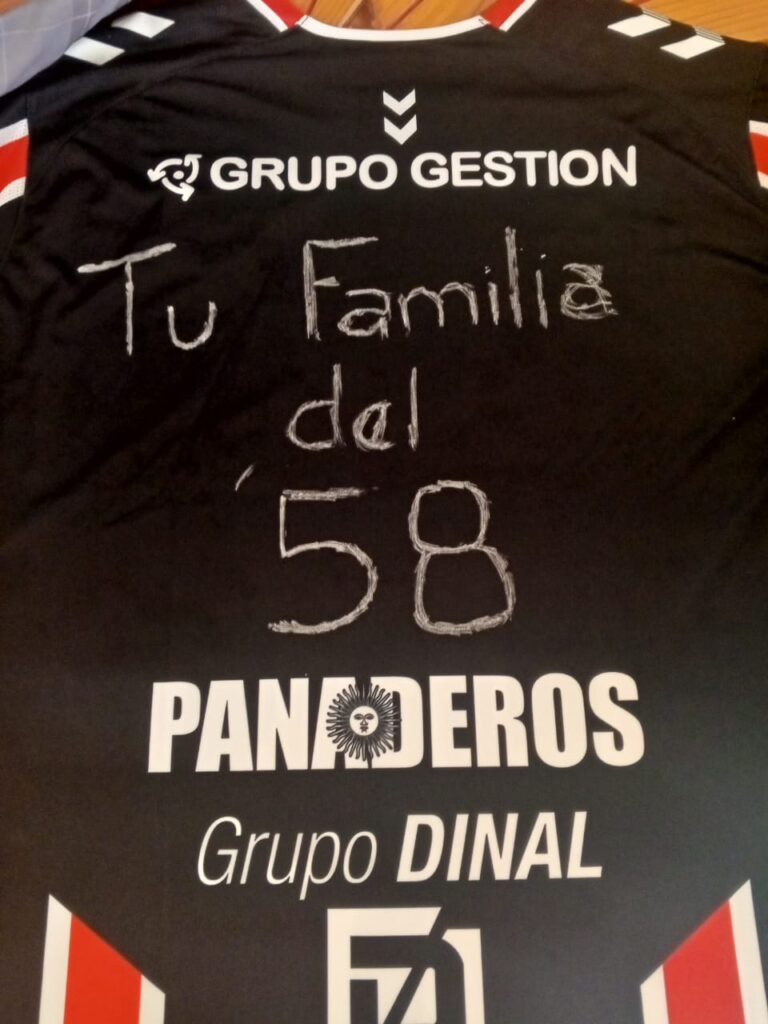 GRUPO GESTION
Tu Familia
del
'58
PANADEROS
Grupo DINAL